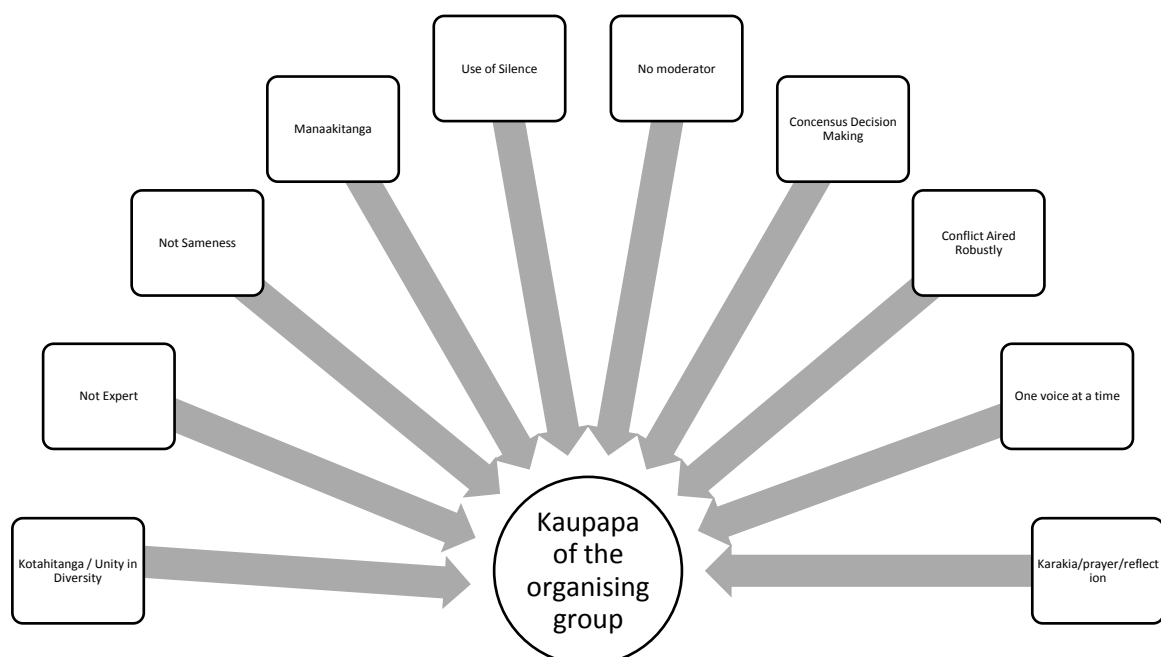 Use of Silence
No moderator
Manaakitanga
Concensus Decision
Making
Not Sameness
Conflict Aired
Robustly
Not Expert
One voice at a time
Kotahitanga / Unity in
Diversity
Karakia/prayer/reflect
ion
Kaupapa
of the
organising
group